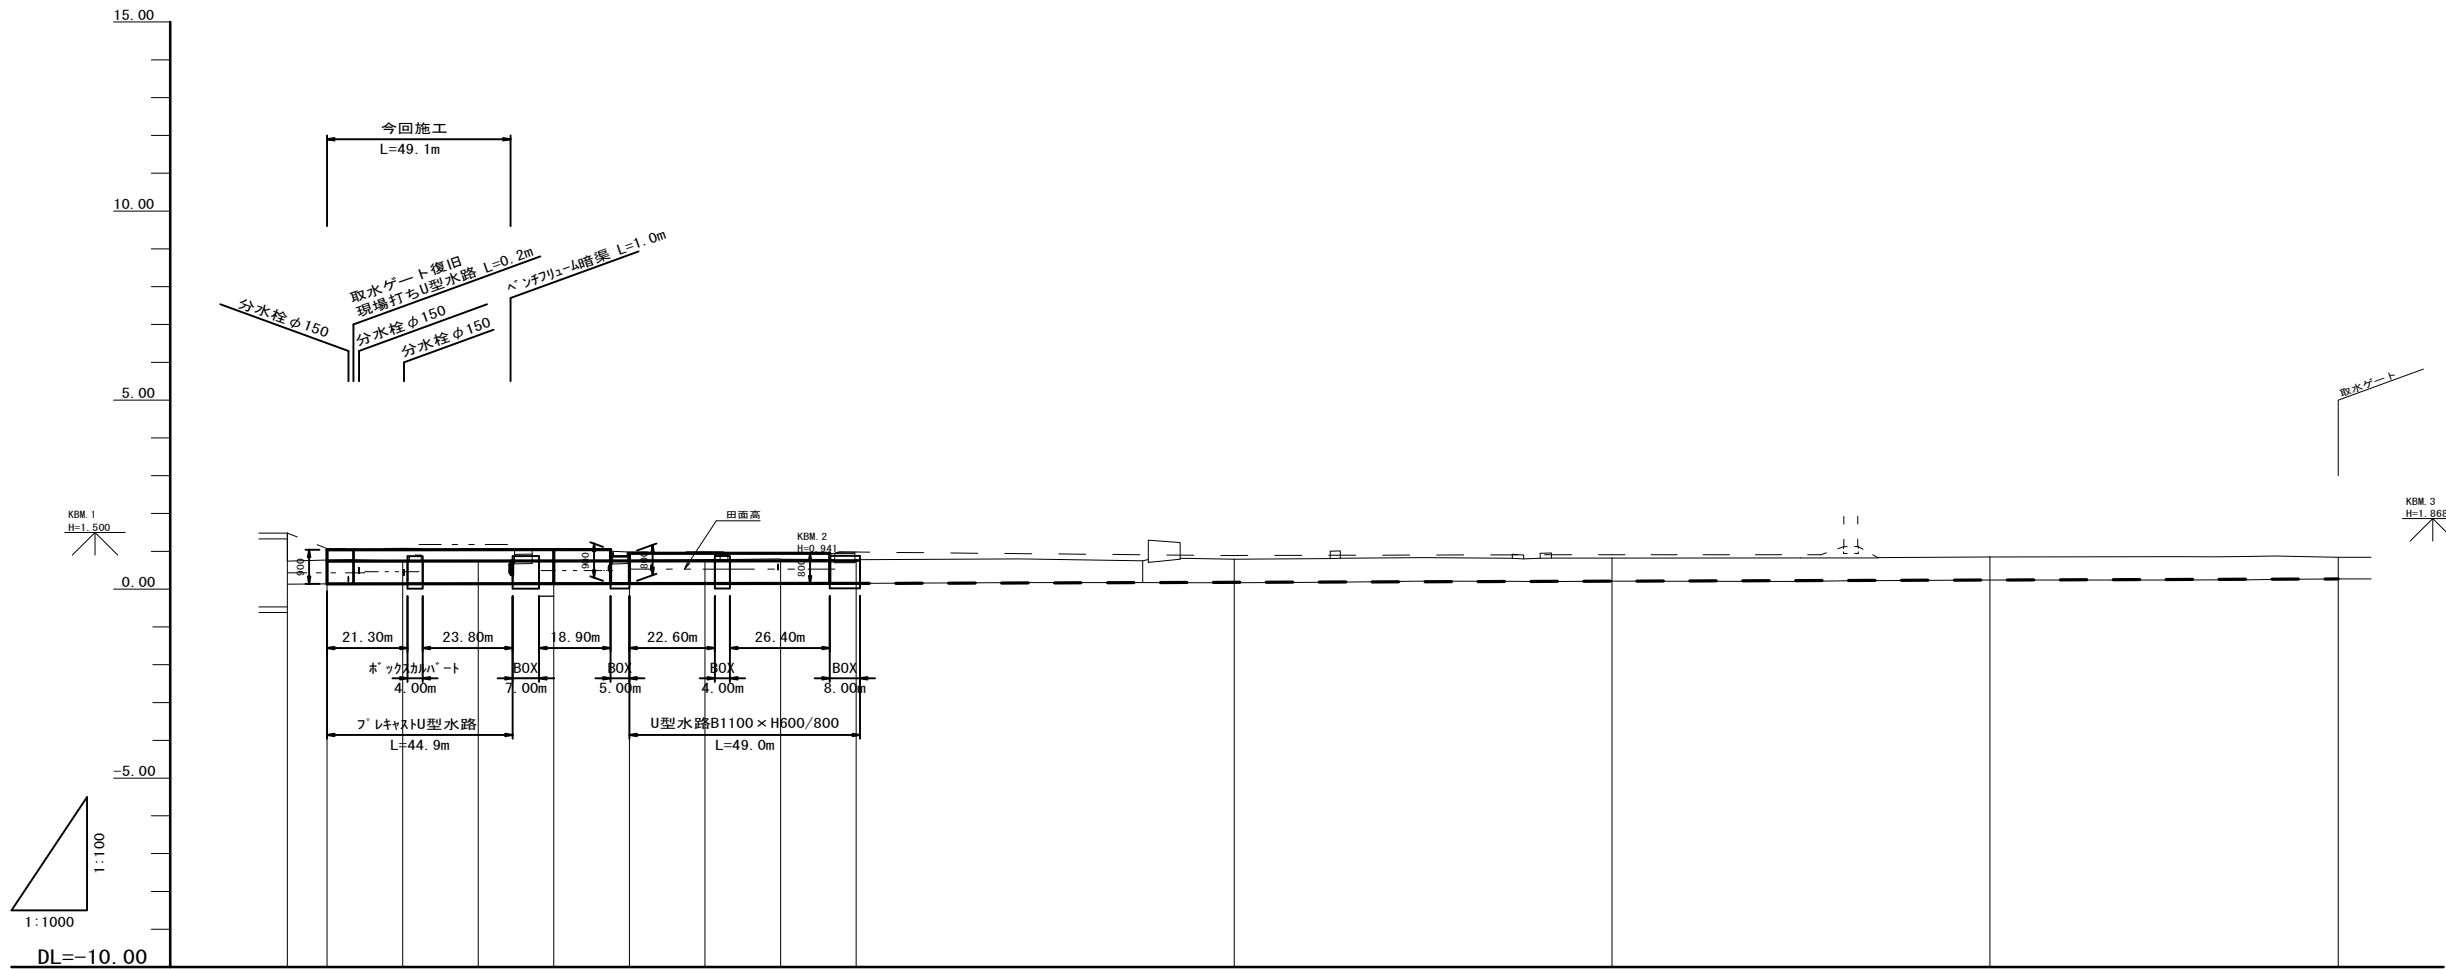 15.00
今回施工
L=49.1m
10.00
取水ゲート復旧
現場打ちU型水路 L=0.2m
ベンチフリューム暗渠 L=1.0m
分水栓φ150
分水栓φ150
分水栓φ150
5.00
取水ゲート
KBM.1
H=1.500
田面高
KBM.2
H=0.941
KBM.3
H=1.868
900
900
800
800
0.00
21.30m
23.80m
18.90m
22.60m
26.40m
ボックスカルバート
BOX
BOX
BOX
BOX
4.00m
7.00m
5.00m
4.00m
8.00m
プレキャストU型水路
U型水路B1100×H600/800
L=44.9m
L=49.0m
-5.00
1:100
1:1000
DL=-10.00